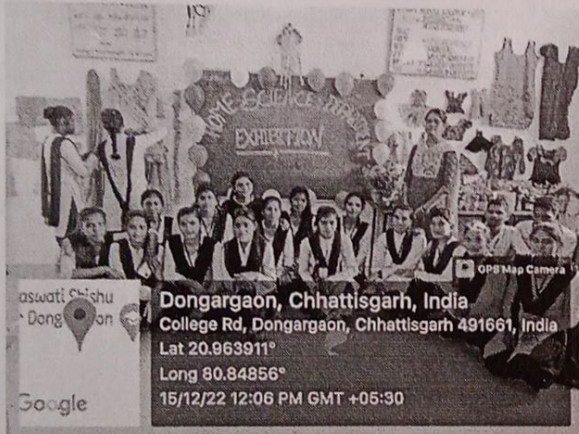 HOME SCIENCE DEPARTMENT
EXHIBITION
GPS Map Camera
aswati Shishu
Dong on
Google
Dongargaon, Chhattisgarh, India
College Rd, Dongargaon, Chhattisgarh 491661, India
Lat 20.963911°
Long 80.84856°
15/12/22 12:06 PM GMT +05:30